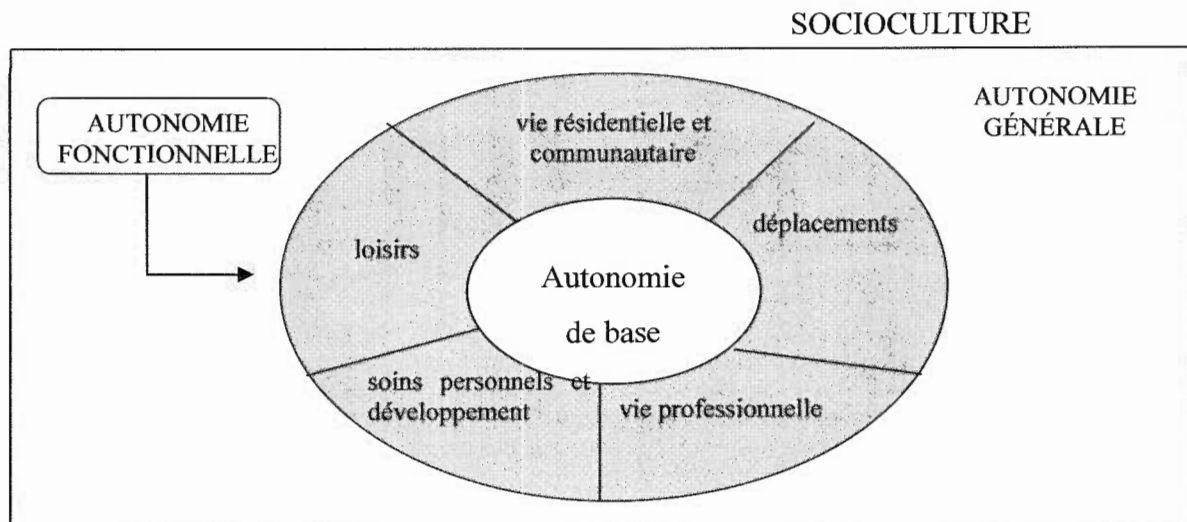 SOCIOCULTURE
AUTONOMIE
FONCTIONNELLE
AUTONOMIE
GÉNÉRALE
vie résidentielle et
communautaire
déplacements
loisirs
Autonomie
de base
soins personnels et
développement
vie professionnelle